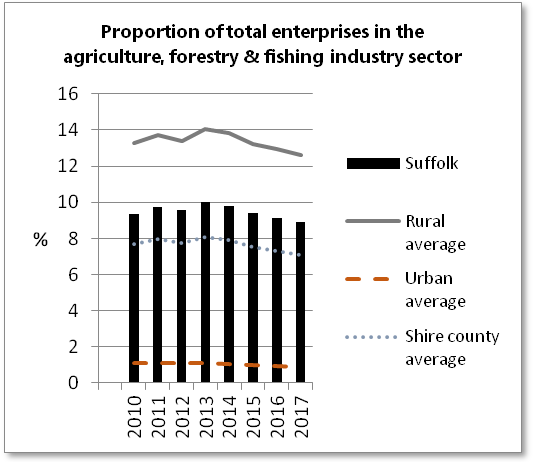 Proportion of total enterprises in the
agriculture, forestry & fishing industry sector
16
14
12
10
8
6
4
2
0
%
2010
2011
2012
2013
2014
2015
2016
2017
Suffolk
Rural
average
Urban
average
Shire county
average